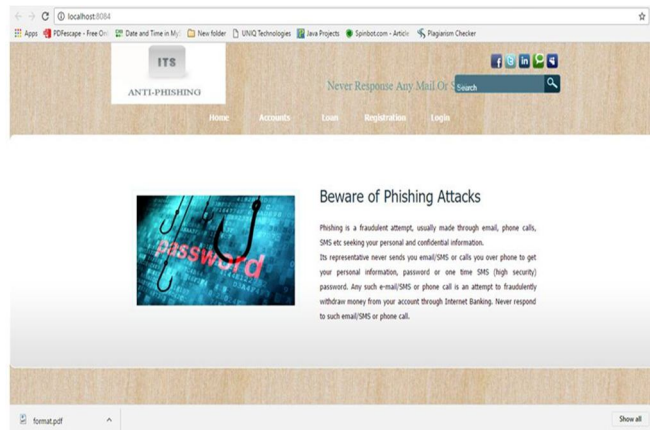 localhost:8084
Apps PDFescape - Free Onl Date and Time in My New folder UNIQ Technologies Java Projects Spinbot.com - Article Plagiarism Checker
ITS
ANTI-PHISHING
Never Response Any Mail Or S
Search
Home Accounts Loan Registration Login
password
Beware of Phishing Attacks
Phishing is a fraudulent attempt, usually made through email, phone calls,
SMS etc seeking your personal and confidential information.
Its representative never sends you email/SMS or calls you over phone to get
your personal information, password or one time SMS (high security)
password. Any such e-mail/SMS or phone call is an attempt to fraudulently
withdraw money from your account through Internet Banking. Never respond
to such email/SMS or phone call.
format.pdf
Show all